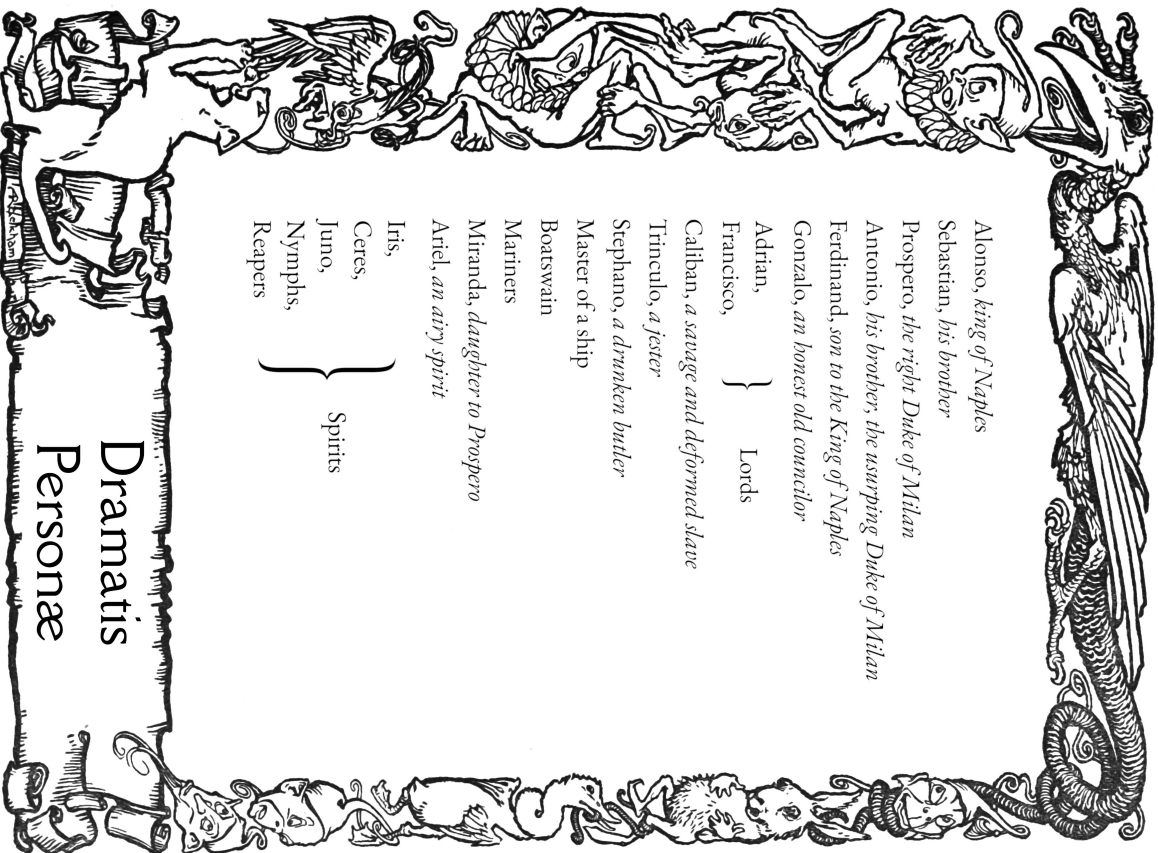 Alonso, king of Naples
Sebastian, his brother
Prospero, the right Duke of Milan
Antonio, his brother, the usurping Duke of Milan
Ferdinand, son to the King of Naples
Gonzalo, an honest old councilor
Adrian,
Francisco,
} Lords
Caliban, a savage and deformed slave
Trinculo, a jester
Stephano, a drunken butler
Master of a ship
Boatswain
Mariners
Miranda, daughter to Prospero
Ariel, an airy spirit
Iris,
Ceres,
Juno,
Nymphs,
Reapers
} Spirits
Dramatis
Personæ